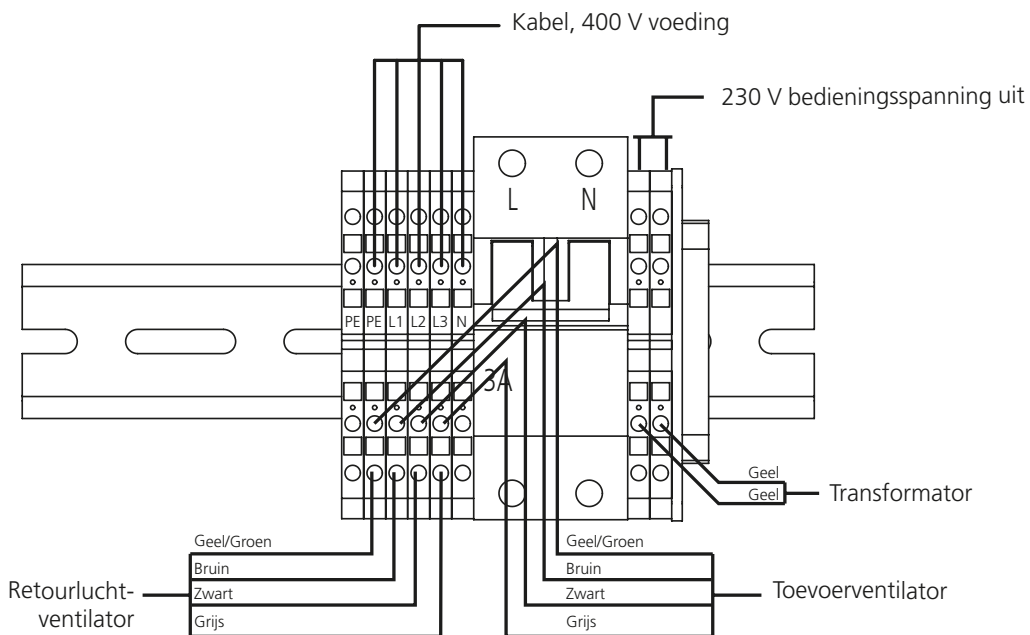 Kabel, 400 V voeding
230 V bedieningsspanning uit
L N
PE PE L1 L2 L3 N
3A
Geel
Geel
Transformator
Geel/Groen
Bruin
Zwart
Grijs
Retourlucht-
ventilator
Geel/Groen
Bruin
Zwart
Grijs
Toevoerventilator